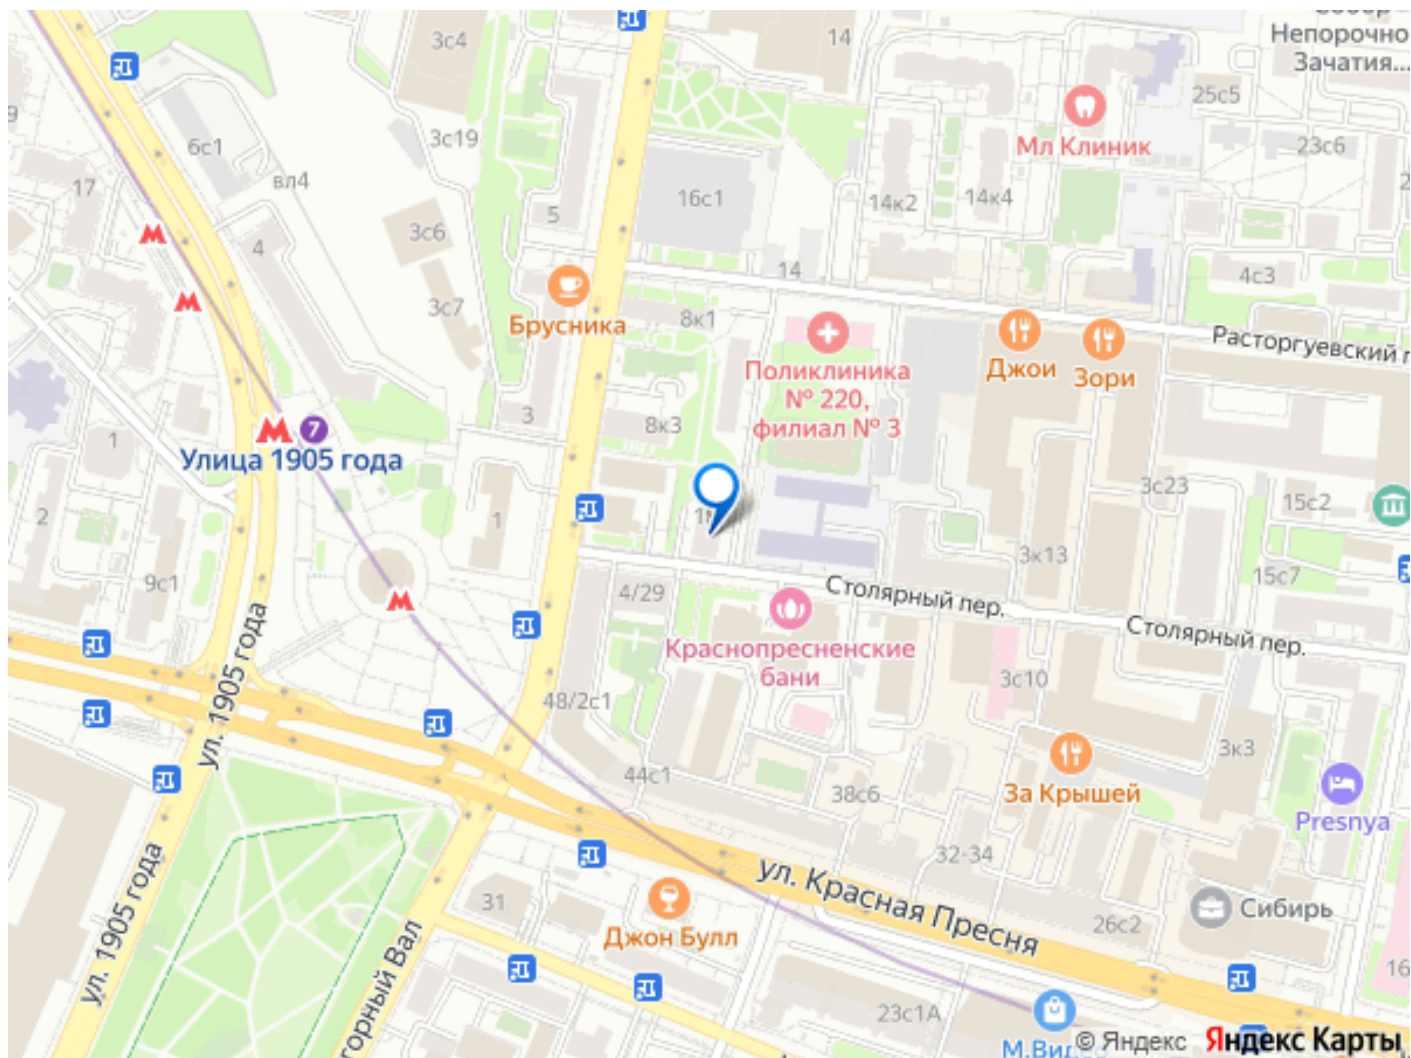 3с4
14
Непорочно
Зачатия...
25с5
Мл Клиник
3с19
6с1
вл4
23с6
17
16с1
14к2
14к4
5
4
3с6
14
4с3
3с7
Брусника
8к1
Расторгуевский
Джои
Зори
Поликлиника
№ 220,
филиал № 3
3
8к3
7
1
Улица 1905 года
3с23
15с2
2
1
9с1
3к13
15с7
4/29
Столярный пер.
Столярный пер.
Краснопресненские
бани
3с10
48/2с1
ул. 1905 года
44с1
38с6
За Крышей
3к3
Presnya
32-34
ул. Красная Пресня
31
Джон Булл
26с2
Сибирь
ул. 1905 года
горный Вал
16
23с1А
М.Видео
© Яндекс
Яндекс Карты